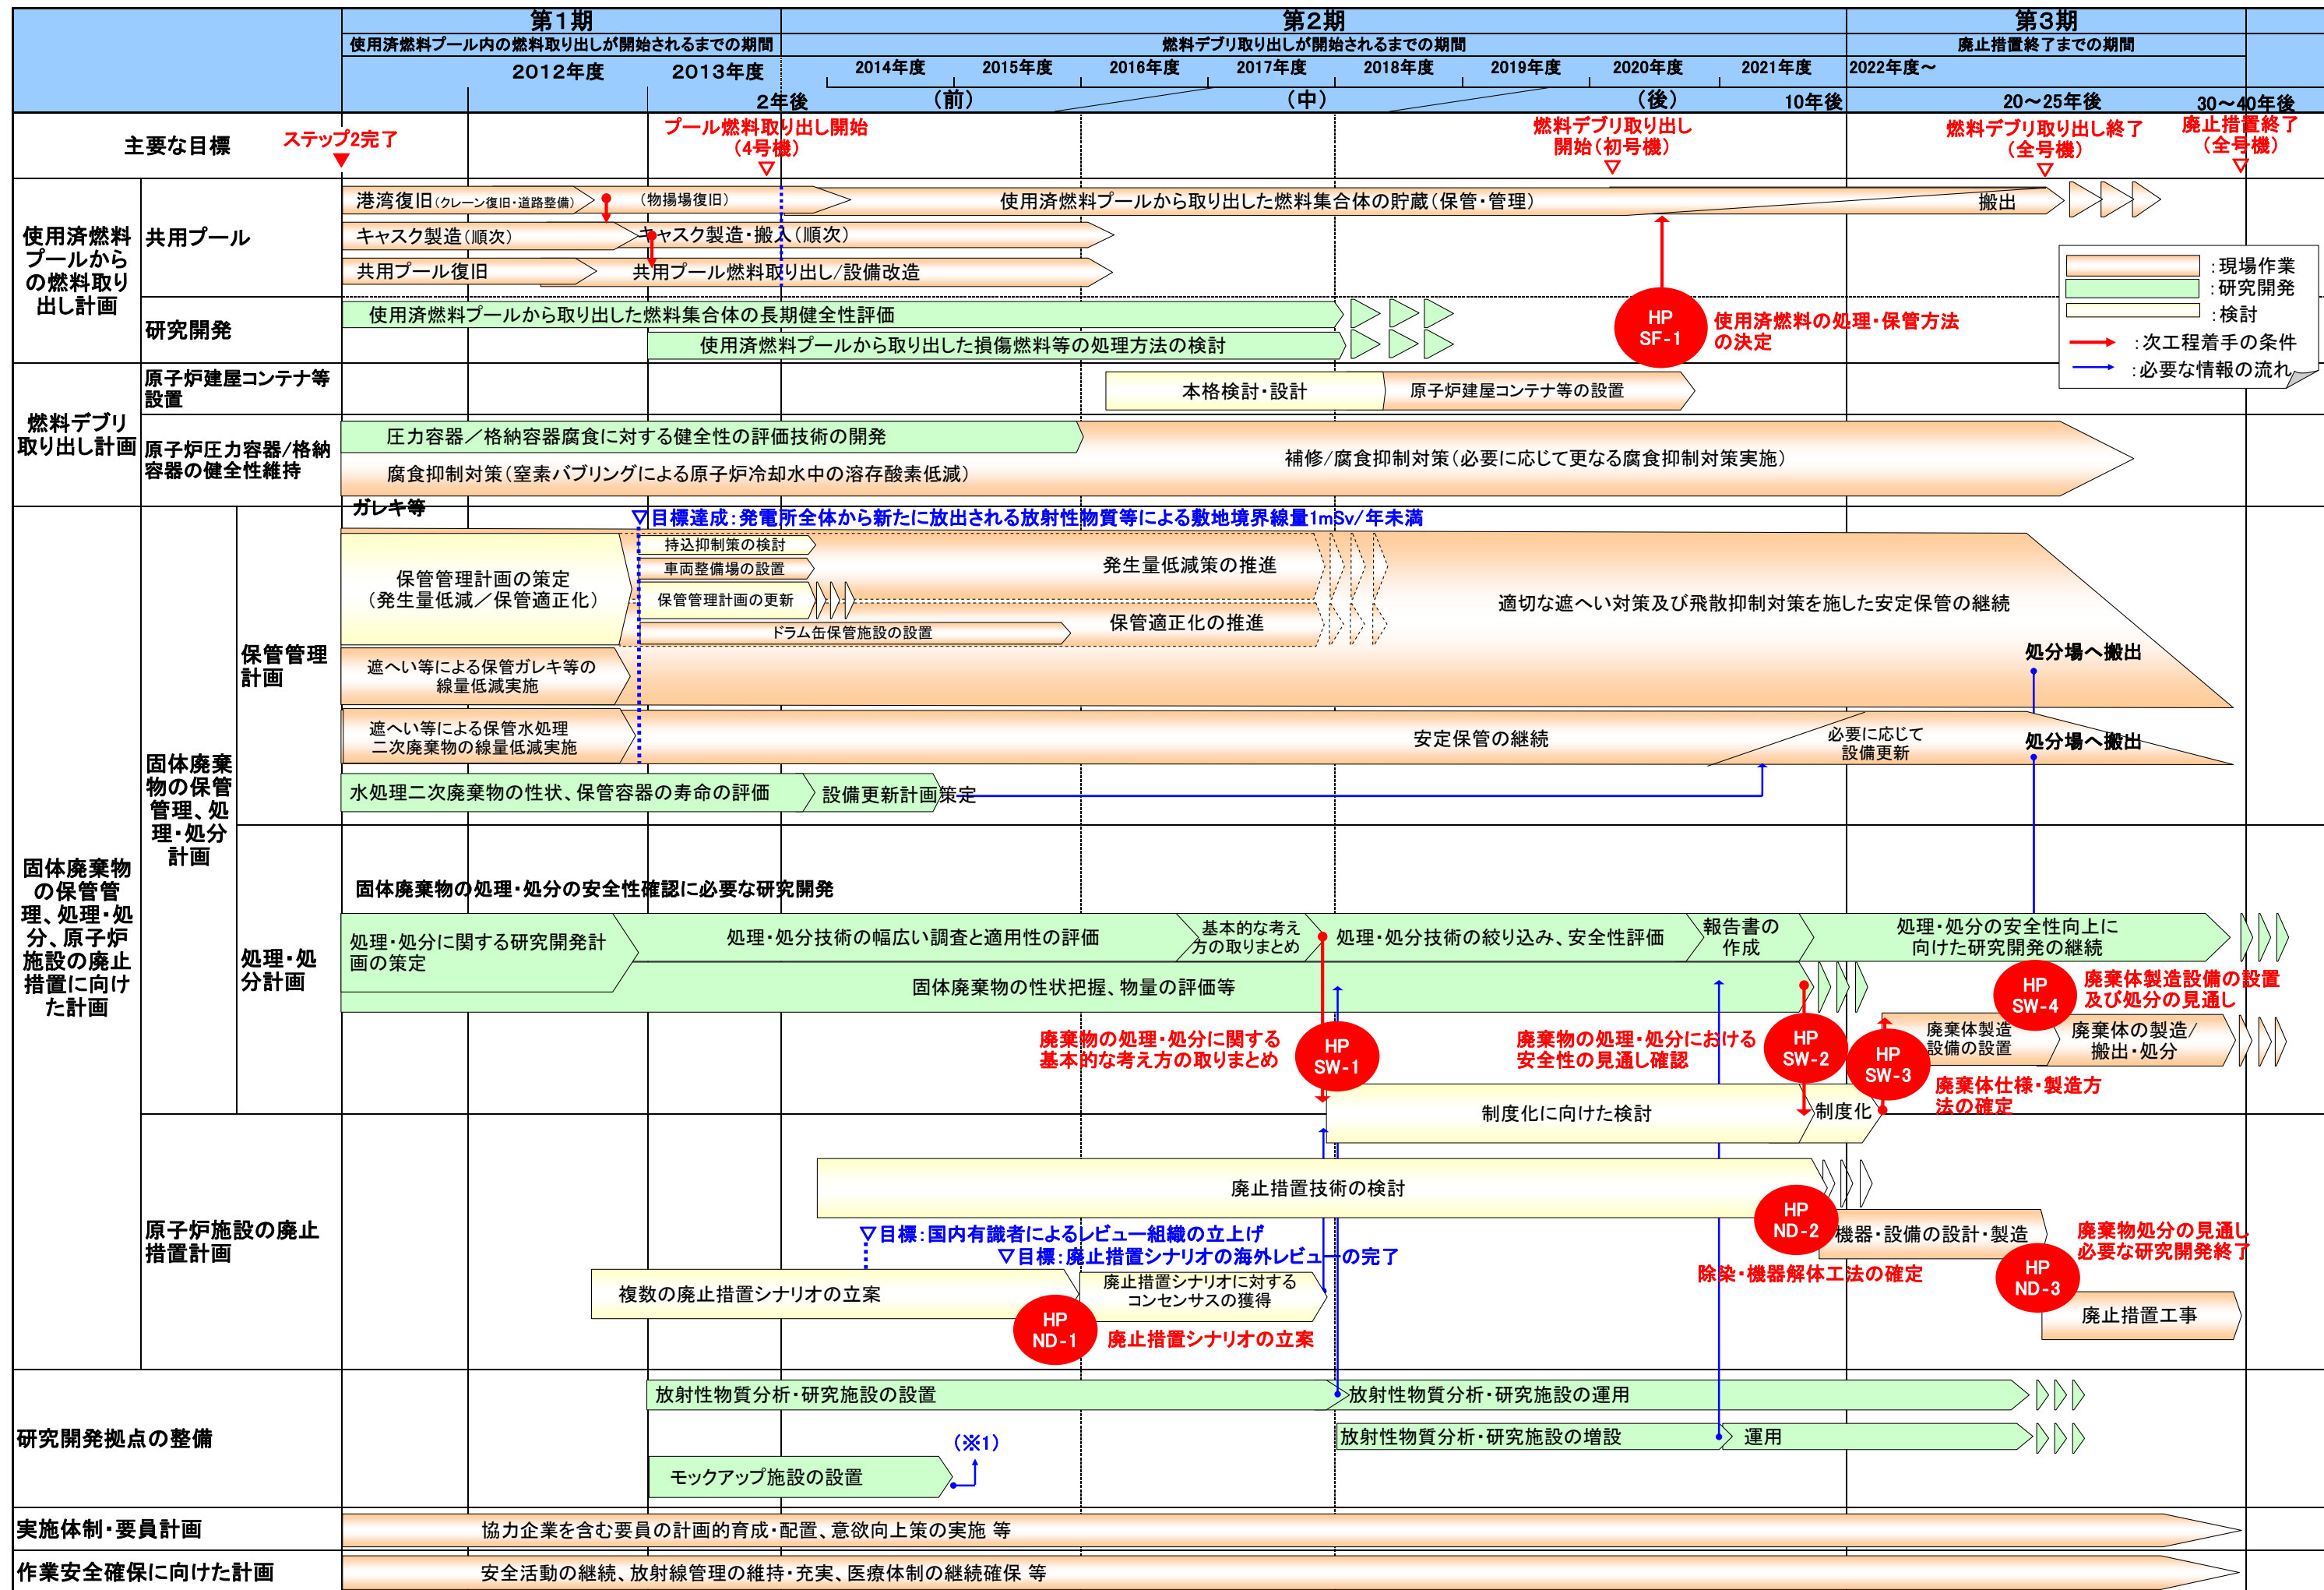 第1期
第2期
第3期
使用済燃料プール内の燃料取り出しが開始されるまでの期間
燃料デブリ取り出しが開始されるまでの期間
廃止措置終了までの期間
2012年度
2013年度
2014年度
2015年度
2016年度
2017年度
2018年度
2019年度
2020年度
2021年度
2022年度~
2年後
(前)
(中)
(後)
10年後
20~25年後
30~40年後
主要な目標
ステップ2完了
プール燃料取り出し開始
(4号機)
燃料デブリ取り出し
開始(初号機)
燃料デブリ取り出し終了
(全号機)
廃止措置終了
(全号機)
使用済燃料
プールから
の燃料取り
出し計画
共用プール
港湾復旧(クレーン復旧・道路整備)
(物揚場復旧)
使用済燃料プールから取り出した燃料集合体の貯蔵(保管・管理)
搬出
キャスク製造(順次)
キャスク製造・搬入(順次)
共用プール復旧
共用プール燃料取り出し/設備改造
:現場作業
:研究開発
:検討
:次工程着手の条件
:必要な情報の流れ
研究開発
使用済燃料プールから取り出した燃料集合体の長期健全性評価
使用済燃料プールから取り出した損傷燃料等の処理方法の検討
HP
SF-1
使用済燃料の処理・保管方法
の決定
燃料デブリ
取り出し計画
原子炉建屋コンテナ等
設置
本格検討・設計
原子炉建屋コンテナ等の設置
原子炉圧力容器/格納
容器の健全性維持
圧力容器/格納容器腐食に対する健全性の評価技術の開発
腐食抑制対策(窒素バブリングによる原子炉冷却水中の溶存酸素低減)
補修/腐食抑制対策(必要に応じて更なる腐食抑制対策実施)
固体廃棄物
の保管管
理、処理・処
分、原子炉
施設の廃止
措置に向け
た計画
固体廃棄
物の保管
管理、処
理・処分
計画
保管管理
計画
ガレキ等
▽目標達成:発電所全体から新たに放出される放射性物質等による敷地境界線量1mSv/年未満
保管管理計画の策定
(発生量低減/保管適正化)
持込抑制策の検討
車両整備場の設置
保管管理計画の更新
ドラム缶保管施設の設置
発生量低減策の推進
保管適正化の推進
適切な遮へい対策及び飛散抑制対策を施した安定保管の継続
処分場へ搬出
遮へい等による保管ガレキ等の
線量低減実施
遮へい等による保管水処理
二次廃棄物の線量低減実施
安定保管の継続
必要に応じて
設備更新
処分場へ搬出
水処理二次廃棄物の性状、保管容器の寿命の評価
設備更新計画策定
処理・処
分計画
固体廃棄物の処理・処分の安全性確認に必要な研究開発
処理・処分に関する研究開発計
画の策定
処理・処分技術の幅広い調査と適用性の評価
基本的な考え
方の取りまとめ
処理・処分技術の絞り込み、安全性評価
報告書の
作成
処理・処分の安全性向上に
向けた研究開発の継続
固体廃棄物の性状把握、物量の評価等
廃棄物の処理・処分に関する
基本的な考え方の取りまとめ
HP
SW-1
廃棄物の処理・処分における
安全性の見通し確認
HP
SW-2
HP
SW-3
HP
SW-4
廃棄体製造設備の設置
及び処分の見通し
廃棄体製造
設備の設置
廃棄体の製造/
搬出・処分
廃棄体仕様・製造方
法の確定
制度化に向けた検討
制度化
原子炉施設の廃止
措置計画
廃止措置技術の検討
▽目標:国内有識者によるレビュー組織の立上げ
▽目標:廃止措置シナリオの海外レビューの完了
HP
ND-2
機器・設備の設計・製造
除染・機器解体工法の確定
廃棄物処分の見通し
必要な研究開発終了
HP
ND-3
複数の廃止措置シナリオの立案
廃止措置シナリオに対する
コンセンサスの獲得
HP
ND-1
廃止措置シナリオの立案
廃止措置工事
研究開発拠点の整備
放射性物質分析・研究施設の設置
放射性物質分析・研究施設の運用
放射性物質分析・研究施設の増設
運用
(※1)
モックアップ施設の設置
実施体制・要員計画
協力企業を含む要員の計画的育成・配置、意欲向上策の実施 等
作業安全確保に向けた計画
安全活動の継続、放射線管理の維持・充実、医療体制の継続確保 等